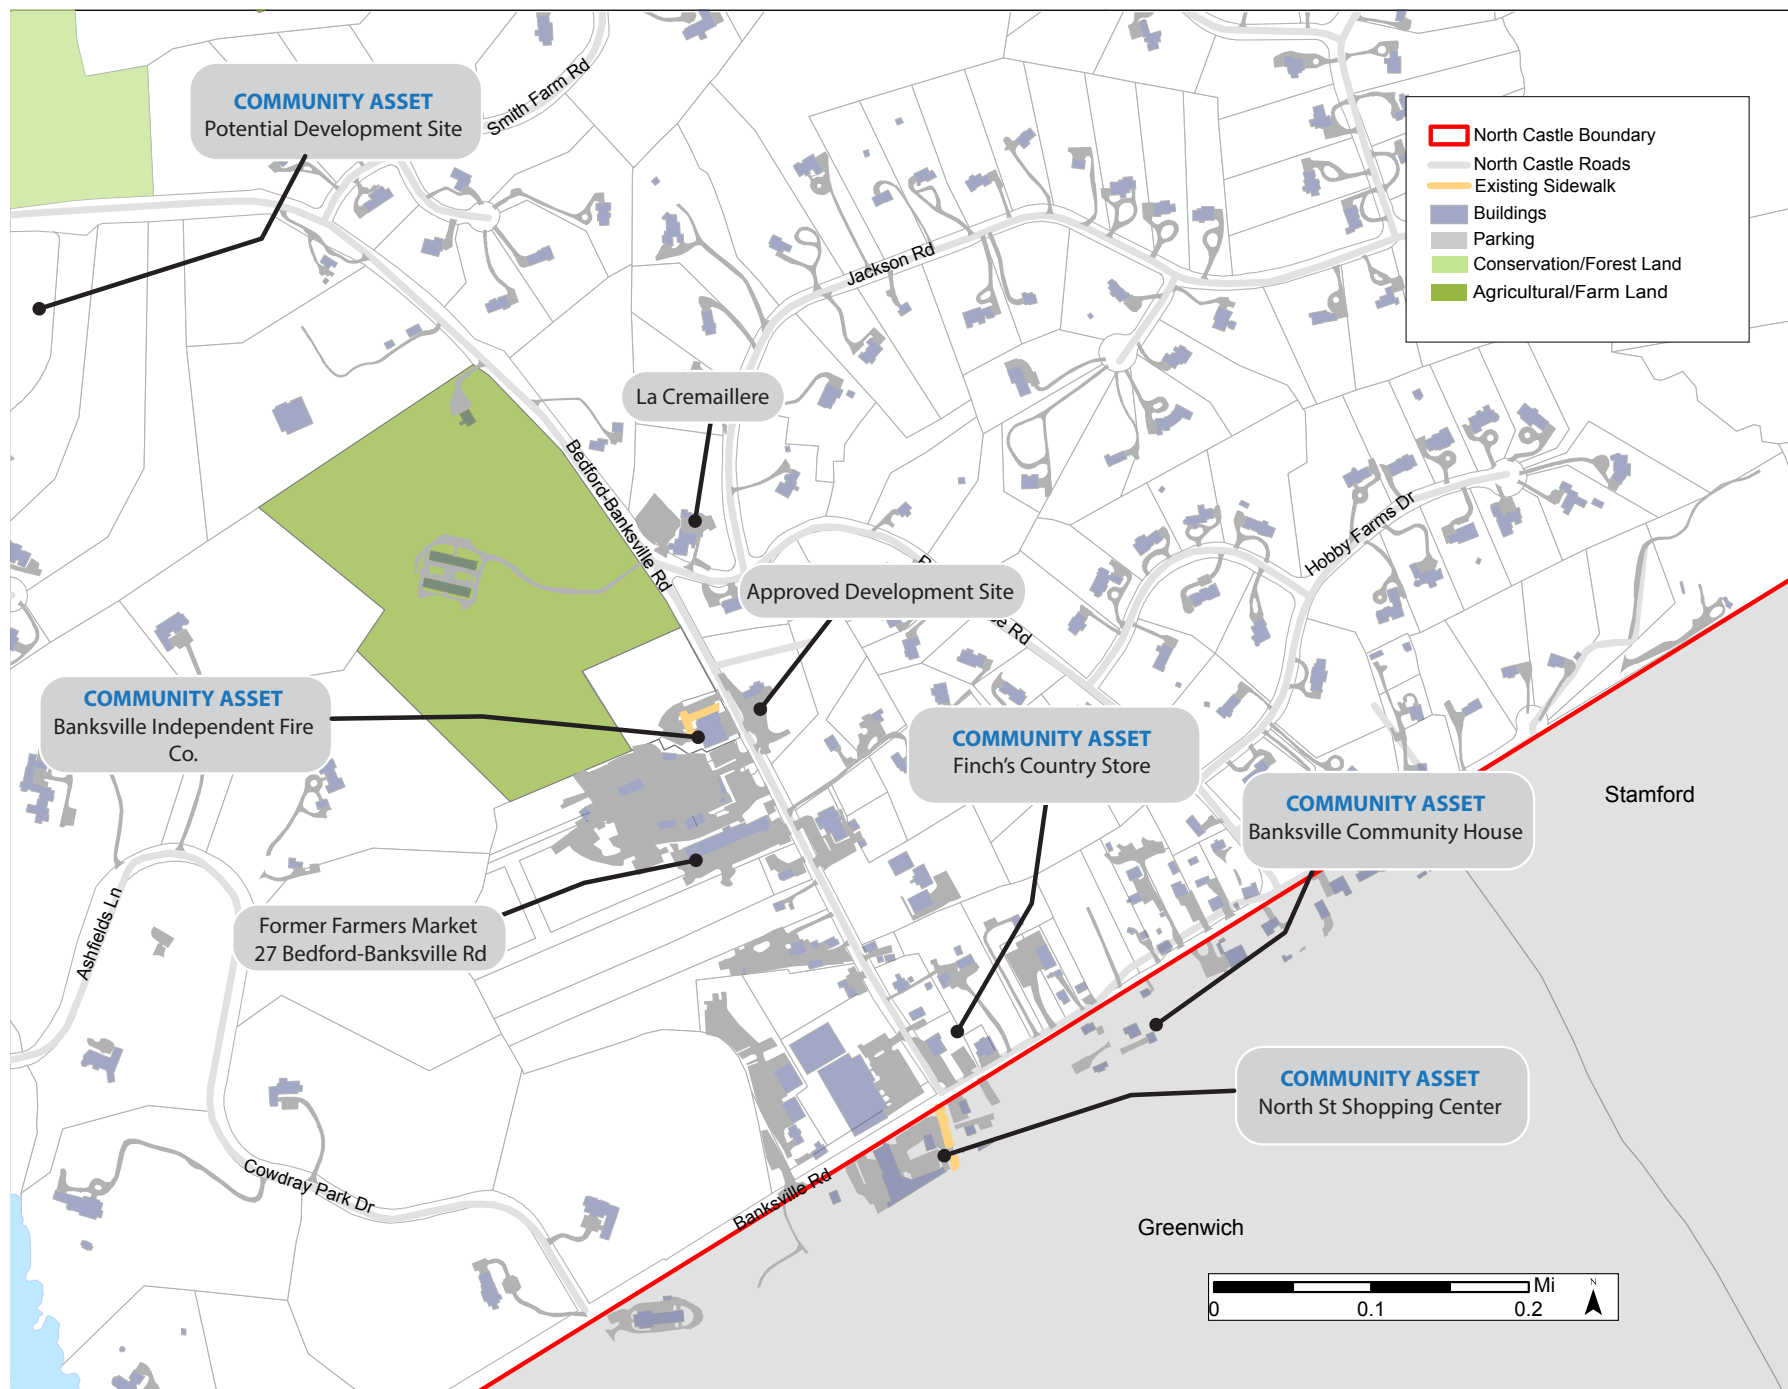 COMMUNITY ASSET
Potential Development Site
Smith Farm Rd
North Castle Boundary
North Castle Roads
Existing Sidewalk
Buildings
Parking
Conservation/Forest Land
Agricultural/Farm Land
Jackson Rd
La Cremaillere
Bedford-Banksville Rd
Hobby Farms Dr
Approved Development Site
Rd
COMMUNITY ASSET
Banksville Independent Fire
Co.
COMMUNITY ASSET
Finch's Country Store
COMMUNITY ASSET
Banksville Community House
Stamford
Ashfields Ln
Former Farmers Market
27 Bedford-Banksville Rd
COMMUNITY ASSET
North St Shopping Center
Cowdray Park Dr
Banksville Rd
Greenwich
Mi
0
0.1
0.2
N